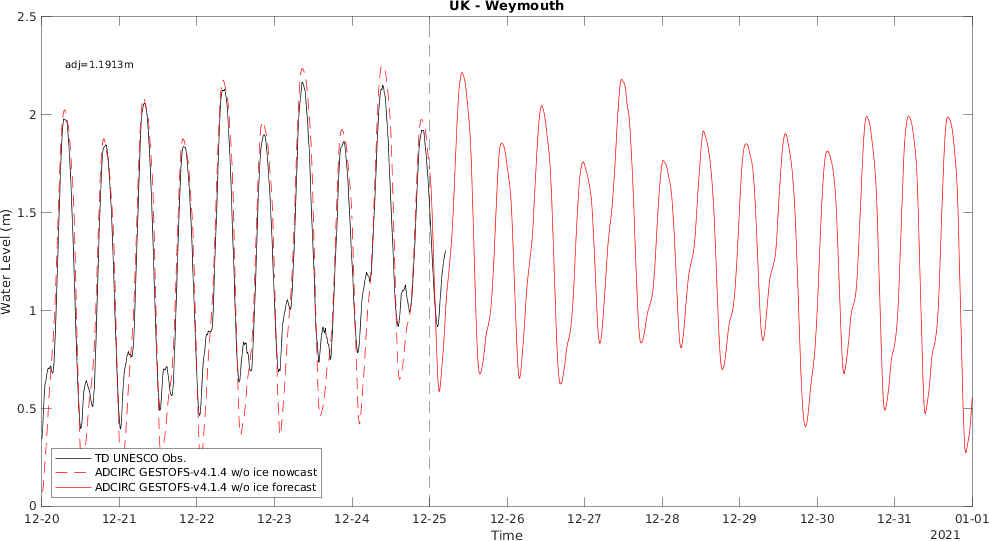 UK - Weymouth
2.5
adj=1.1913m
2
1.5
Water Level (m)
1
0.5
TD UNESCO Obs.
ADCIRC GESTOFS-v4.1.4 w/o ice nowcast
ADCIRC GESTOFS-v4.1.4 w/o ice forecast
0
12-20 12-21 12-22 12-23 12-24 12-25 12-26 12-27 12-28 12-29 12-30 12-31 01-01
Time
2021